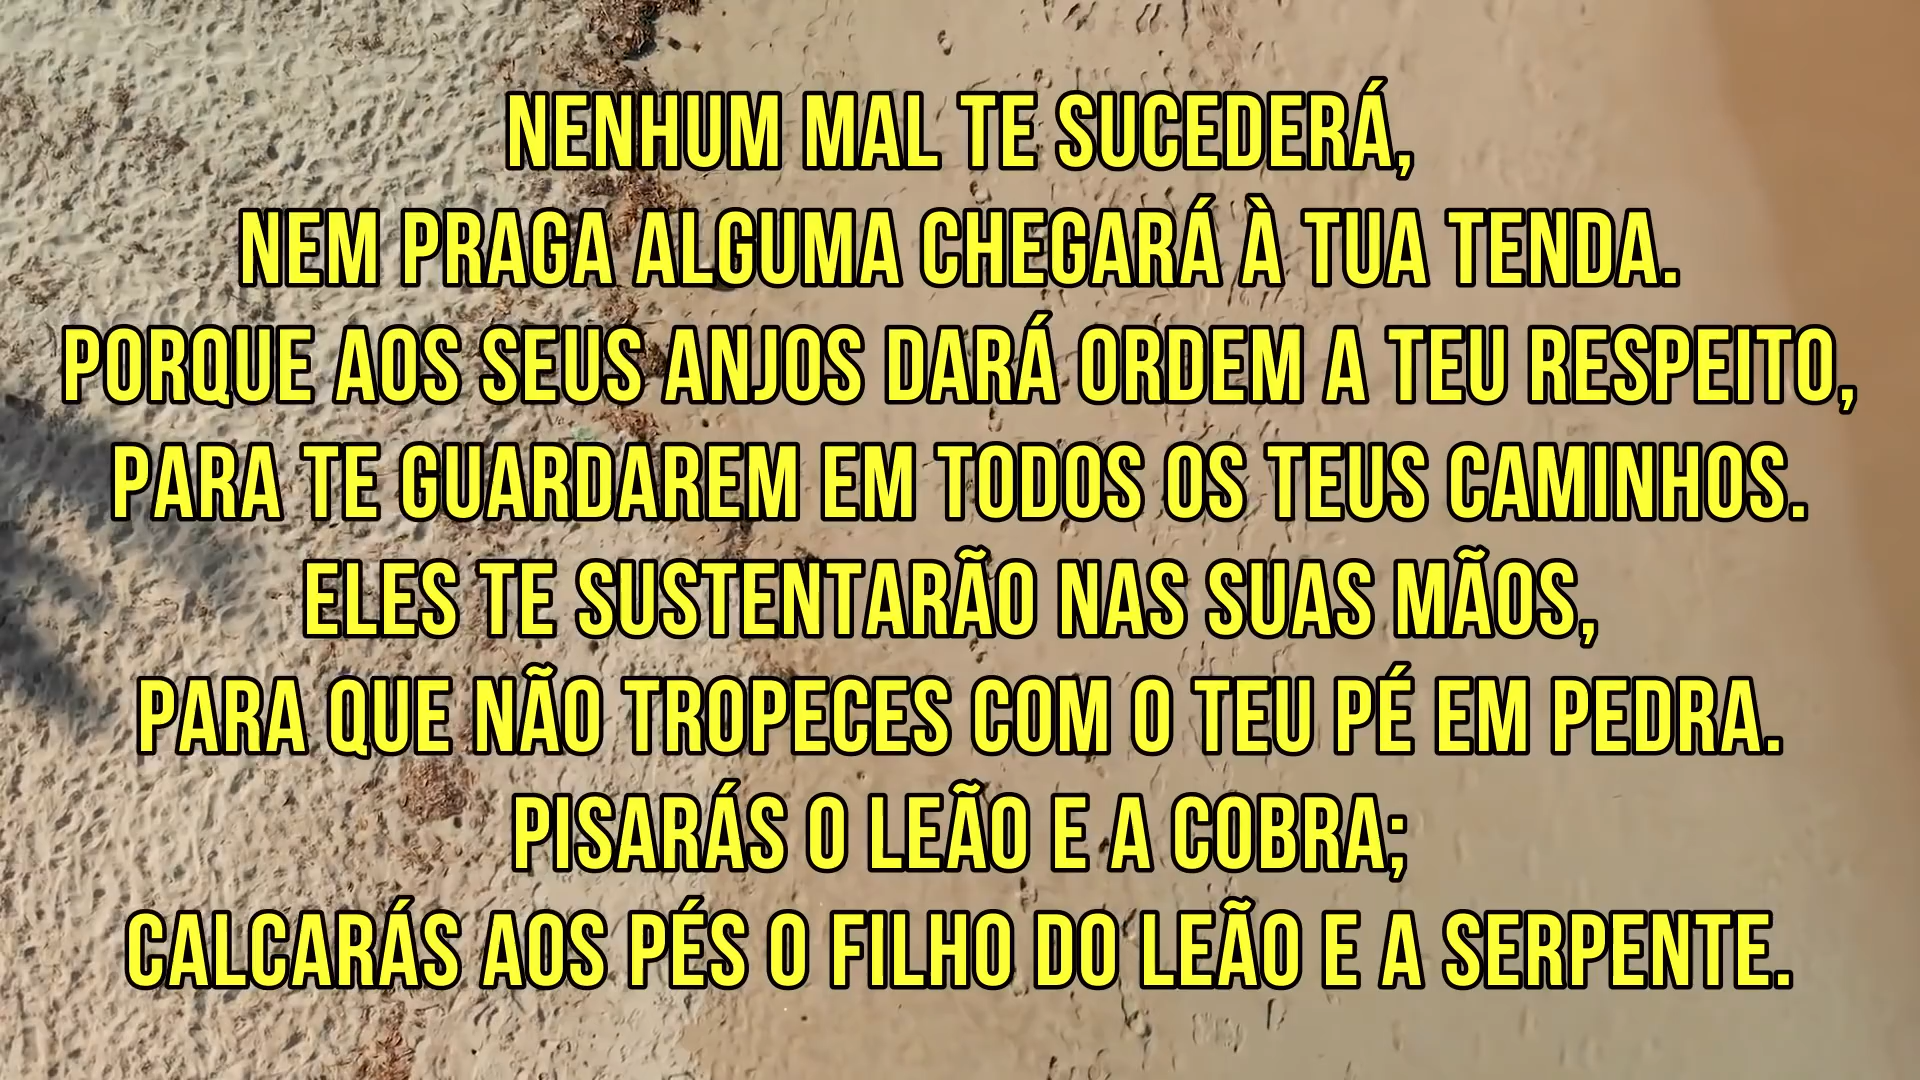 NENHUM MAL TE SUCEDERÁ,
NEM PRAGA ALGUMA CHEGARÁ À TUA TENDA.
PORQUE AOS SEUS ANJOS DARÁ ORDEM A TEU RESPEITO,
PARA TE GUARDAREM EM TODOS OS TEUS CAMINHOS.
ELES TE SUSTENTARÃO NAS SUAS MÃOS,
PARA QUE NÃO TROPECES COM O TEU PÉ EM PEDRA.
PISARÁS O LEÃO E A COBRA;
CALCARÁS AOS PÉS O FILHO DO LEÃO E A SERPENTE.